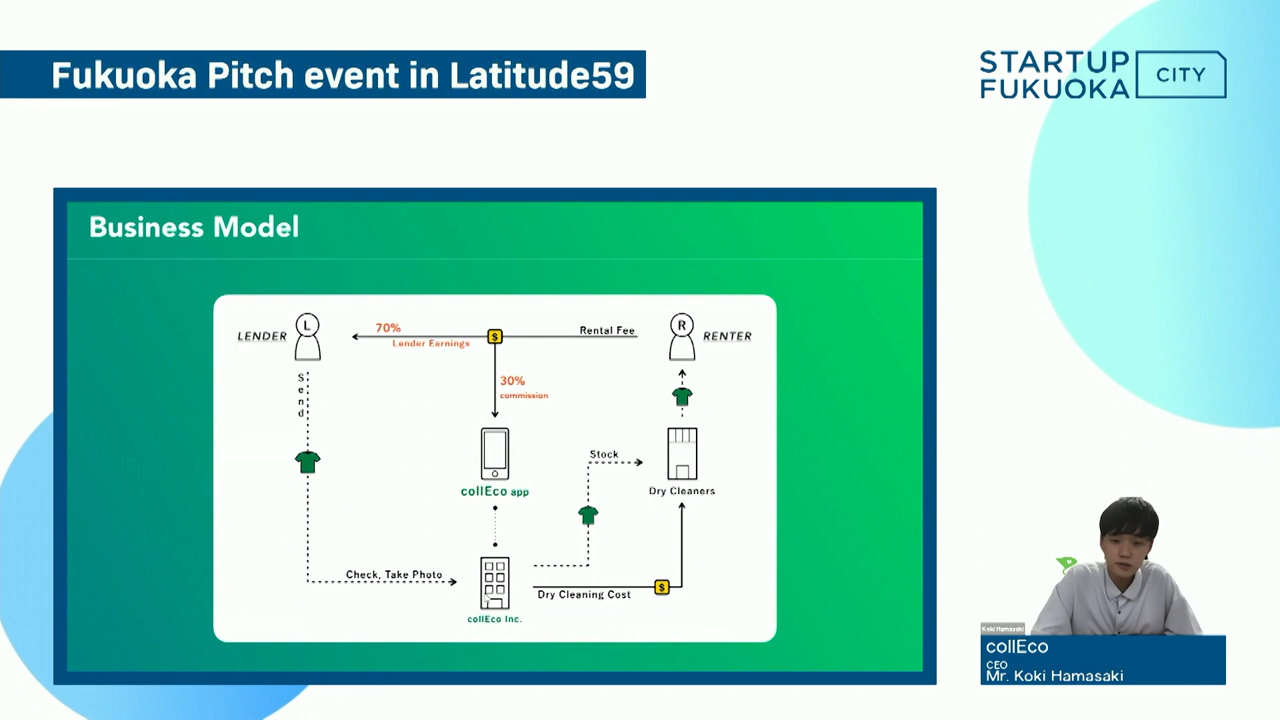 Fukuoka Pitch event in Latitude59
STARTUP
FUKUOKA
CITY
Business Model
LENDER
L
70%
Lender Earnings
$
Rental Fee
R
RENTER
Send
30%
commission
Stock
collEco app
Dry Cleaners
Check, Take Photo
$
Dry Cleaning Cost
collEco Inc.
Koki Hamasaki
collEco
CEO
Mr. Koki Hamasaki